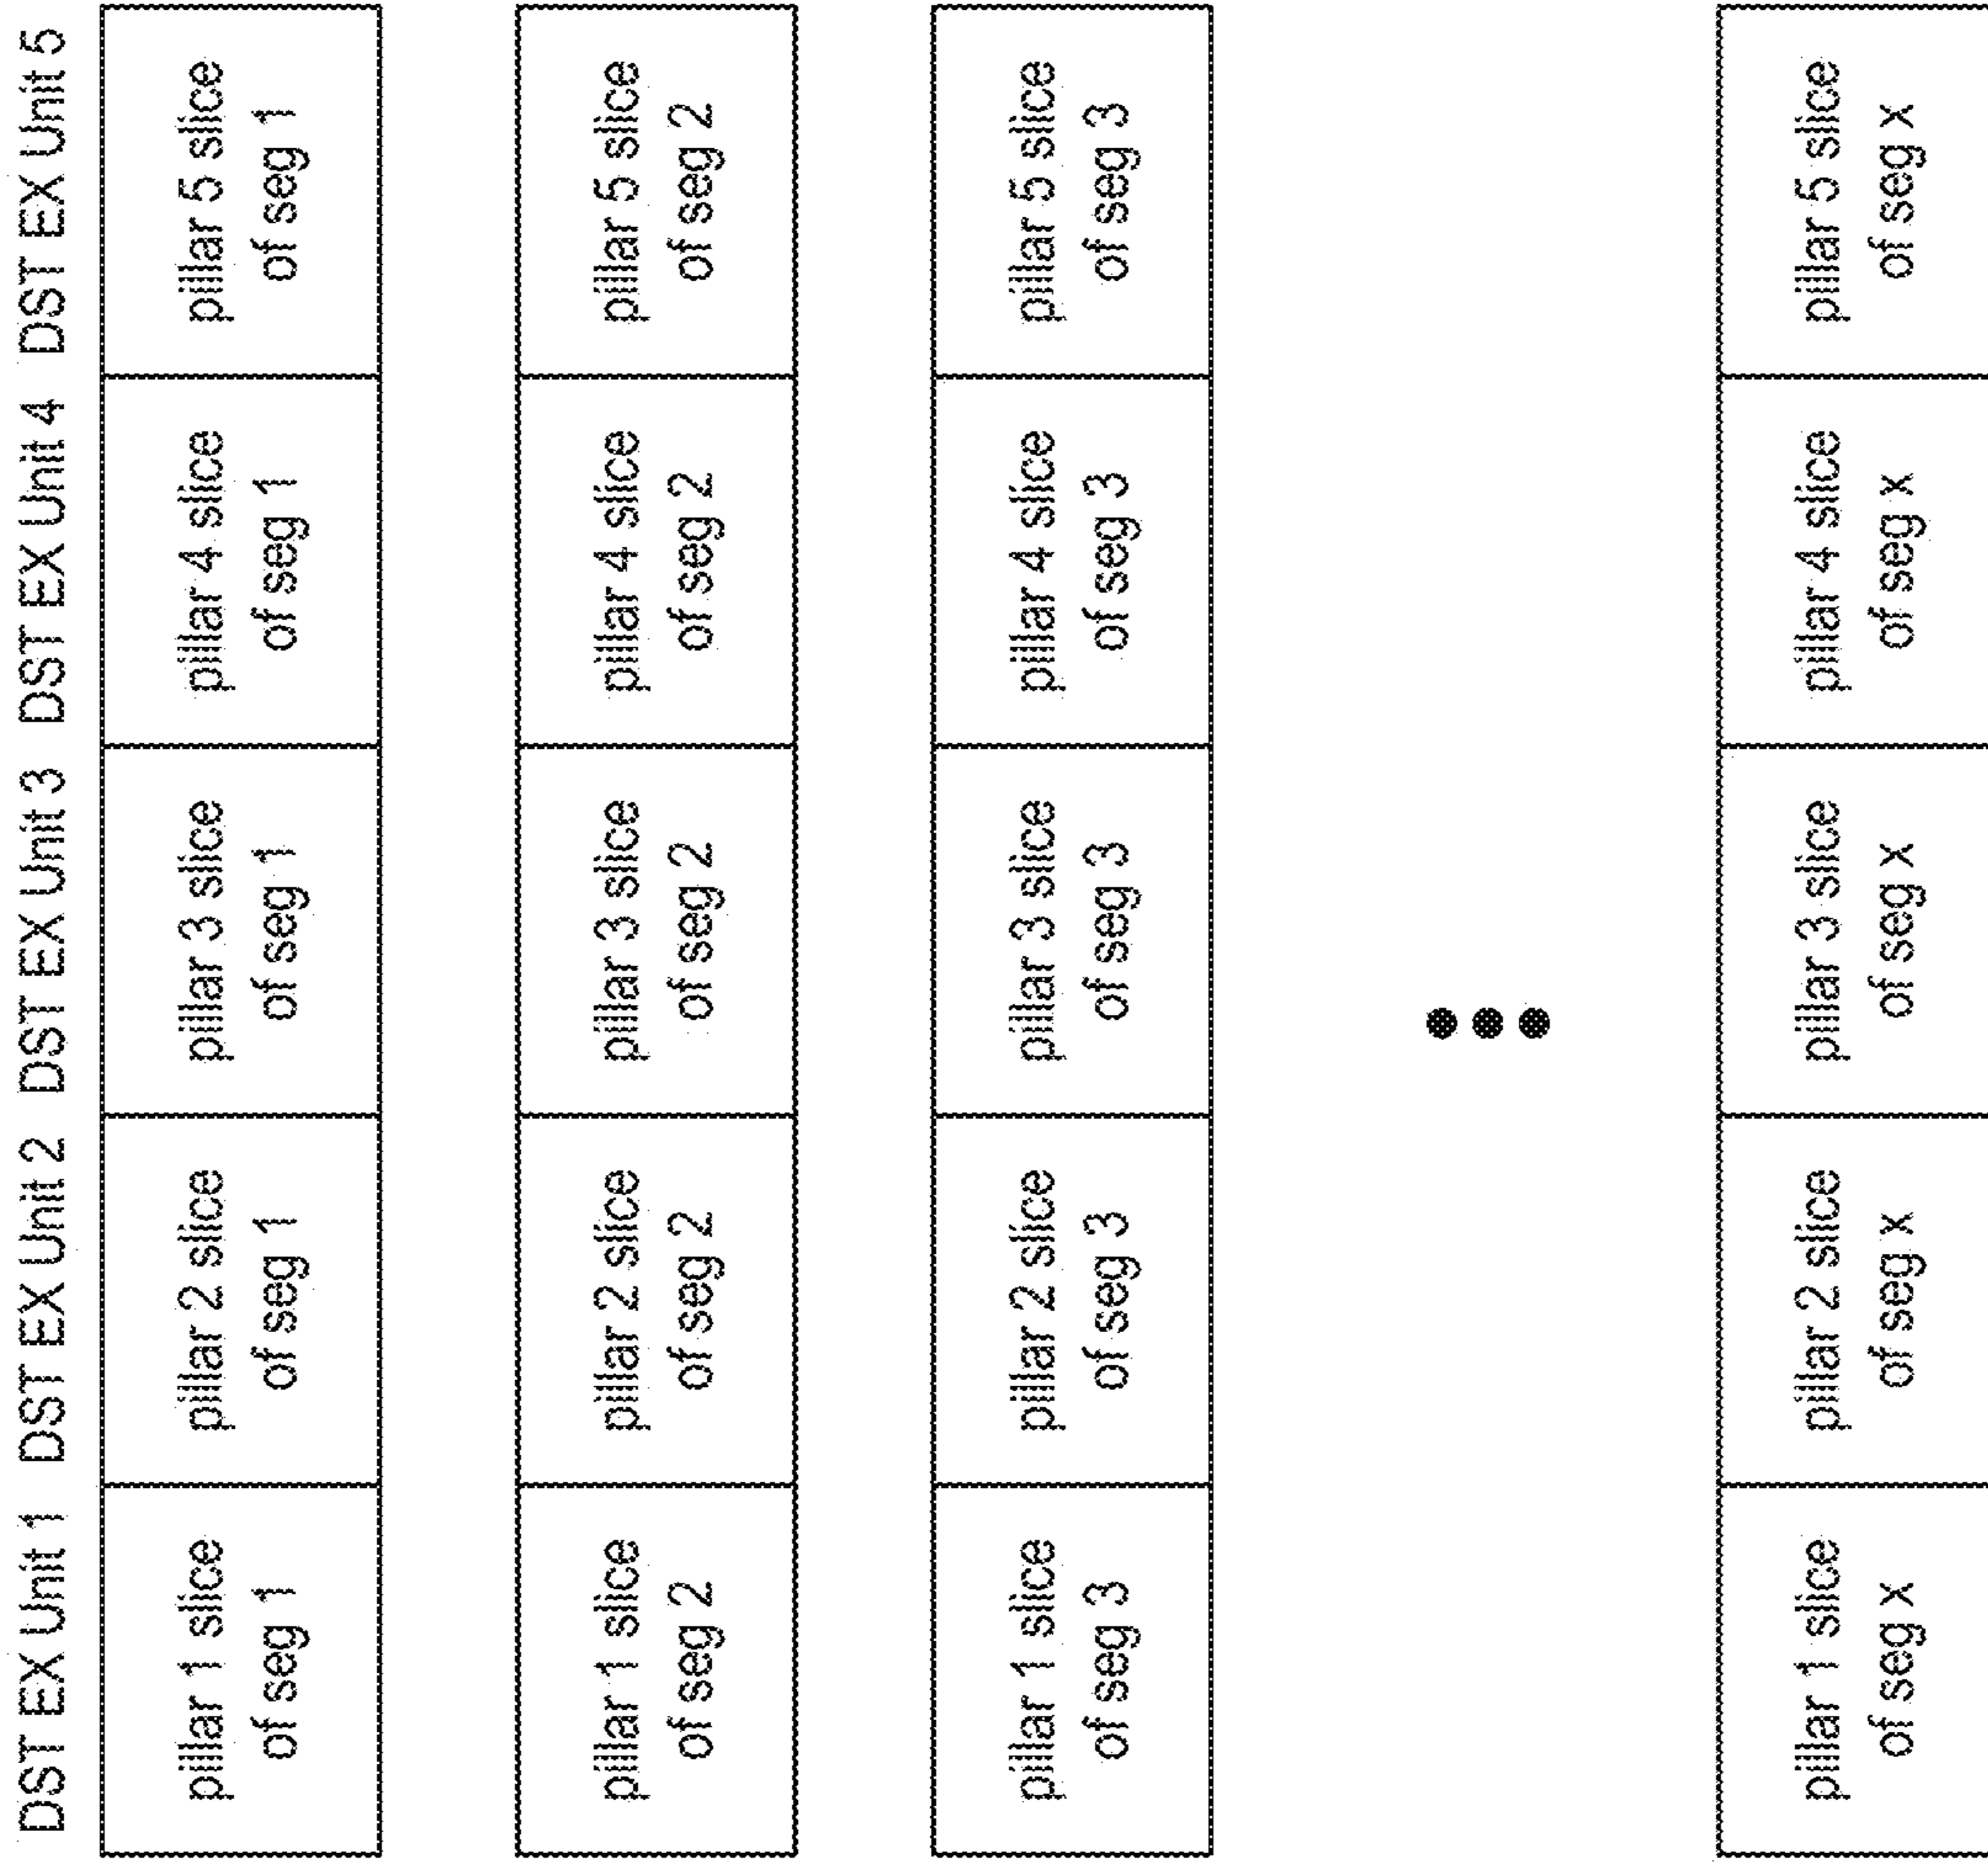 DST EX Unit 1 DST EX Unit 2 DST EX Unit 3 DST EX Unit 4 DST EX Unit 5
pillar 1 slice
of seg 1
pillar 2 slice
of seg 1
pillar 3 slice
of seg 1
pillar 4 slice
of seg 1
pillar 5 slice
of seg 1
pillar 1 slice
of seg 2
pillar 2 slice
of seg 2
pillar 3 slice
of seg 2
pillar 4 slice
of seg 2
pillar 5 slice
of seg 2
pillar 1 slice
of seg 3
pillar 2 slice
of seg 3
pillar 3 slice
of seg 3
pillar 4 slice
of seg 3
pillar 5 slice
of seg 3
pillar 1 slice
of seg x
pillar 2 slice
of seg x
pillar 3 slice
of seg x
pillar 4 slice
of seg x
pillar 5 slice
of seg x